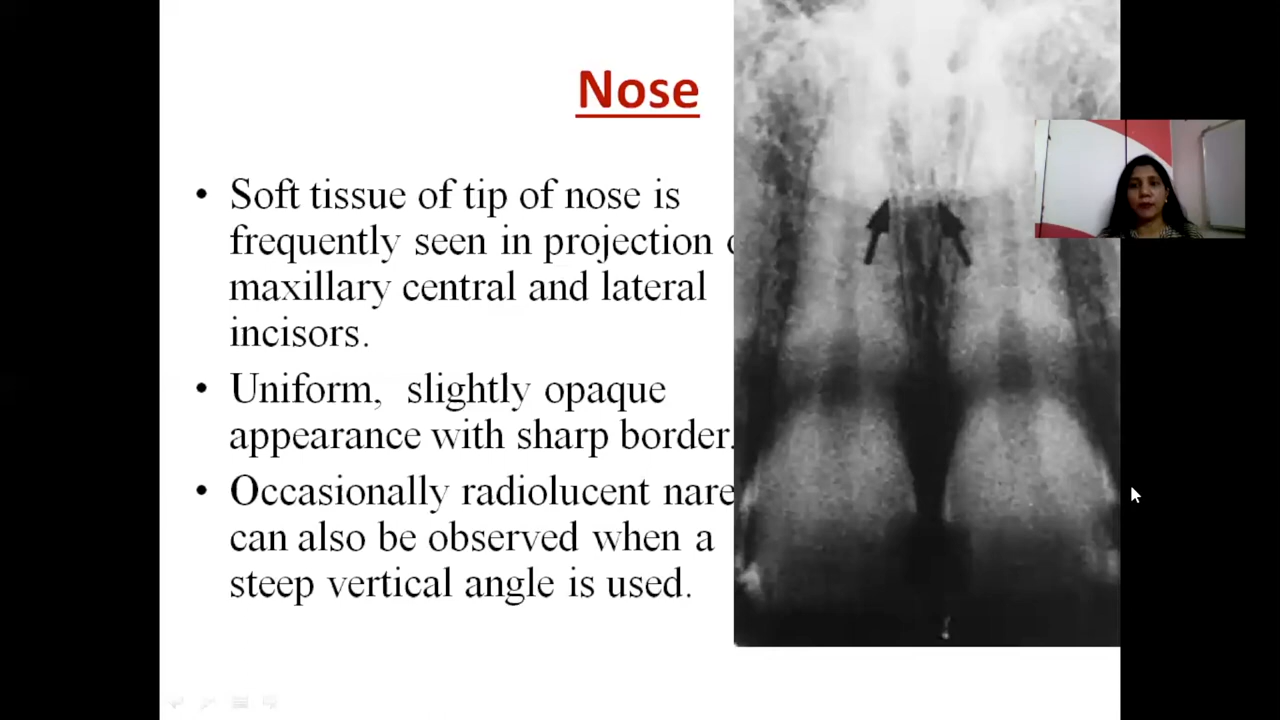 Nose
• Soft tissue of tip of nose is
frequently seen in projection
maxillary central and lateral
incisors.
• Uniform, slightly opaque
appearance with sharp border.
• Occasionally radiolucent nare
can also be observed when a
steep vertical angle is used.